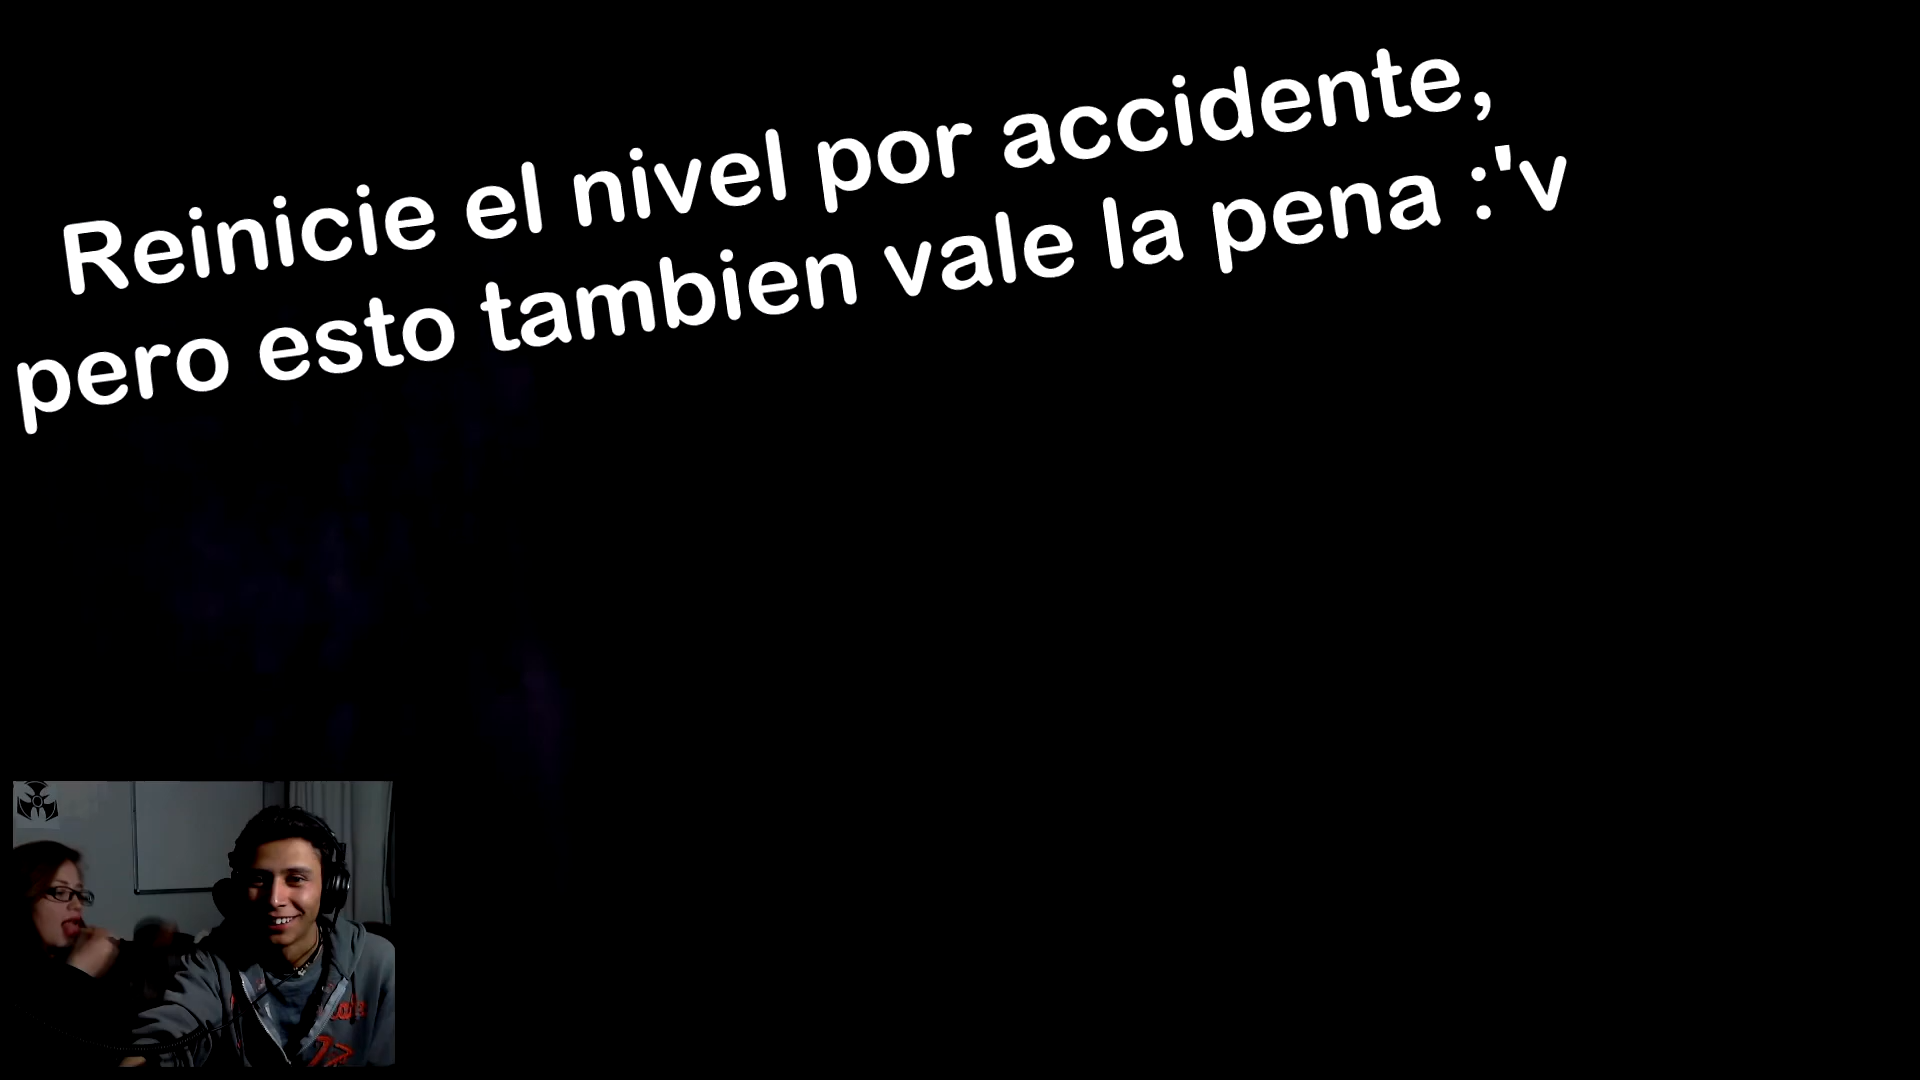 Reinicie el nivel por accidente,
pero esto tambien vale la pena :'v